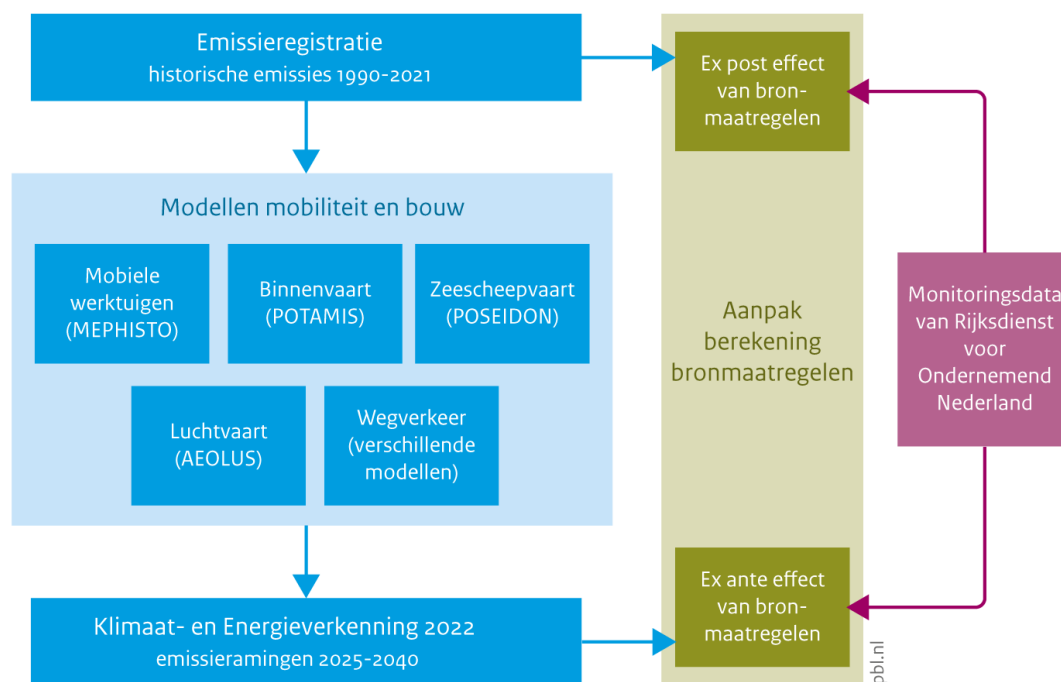 Emissieregistratie
historische emissies 1990-2021
Ex post effect
van bron-
maatregelen
Modellen mobiliteit en bouw
Mobiele
werktuigen
(MEPHISTO)
Binnenvaart
(POTAMIS)
Zeescheepvaart
(POSEIDON)
Luchtvaart
(AEOLUS)
Wegverkeer
(verschillende
modellen)
Aanpak
berekening
bronmaatregelen
Monitoringsdata
van Rijksdienst
voor
Ondernemend
Nederland
Klimaat- en Energieverkenning 2022
emissieramingen 2025-2040
Ex ante effect
van bron-
maatregelen
pbl.nl